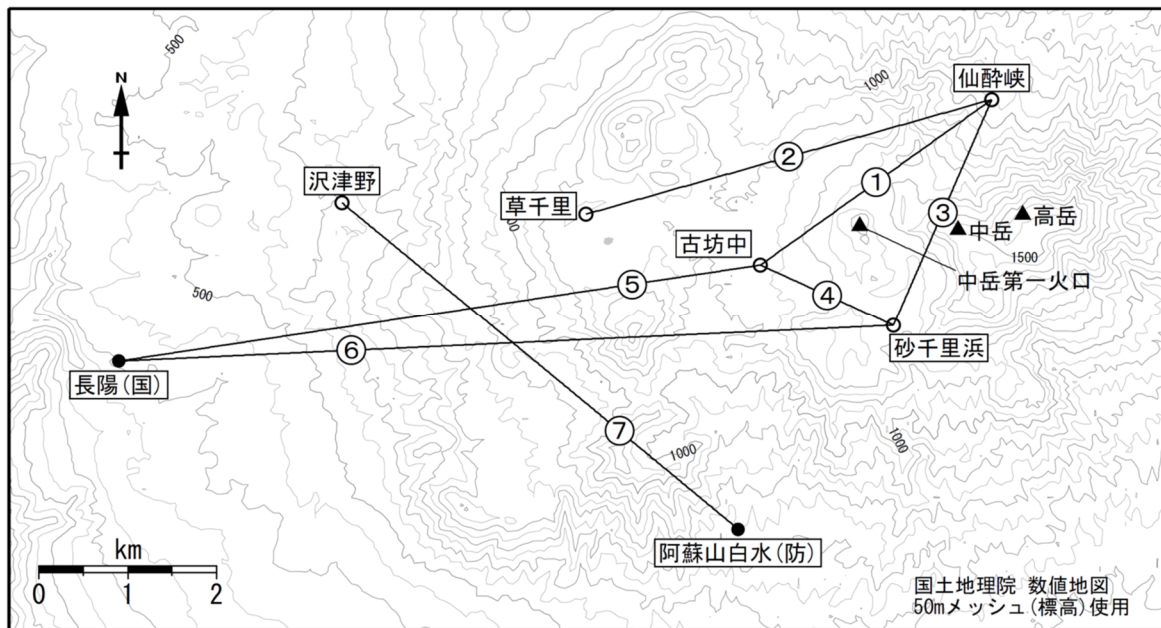 500
N
1000
仙酔峡
沢津野
②
草千里
①
③
高岳
中岳
古坊中
1500
中岳第一火口
500
⑤
④
⑥
砂千里浜
長陽(国)
⑦
1000
1000
阿蘇山白水(防)
km
0 1 2
国土地理院 数値地図
50mメッシュ(標高)使用